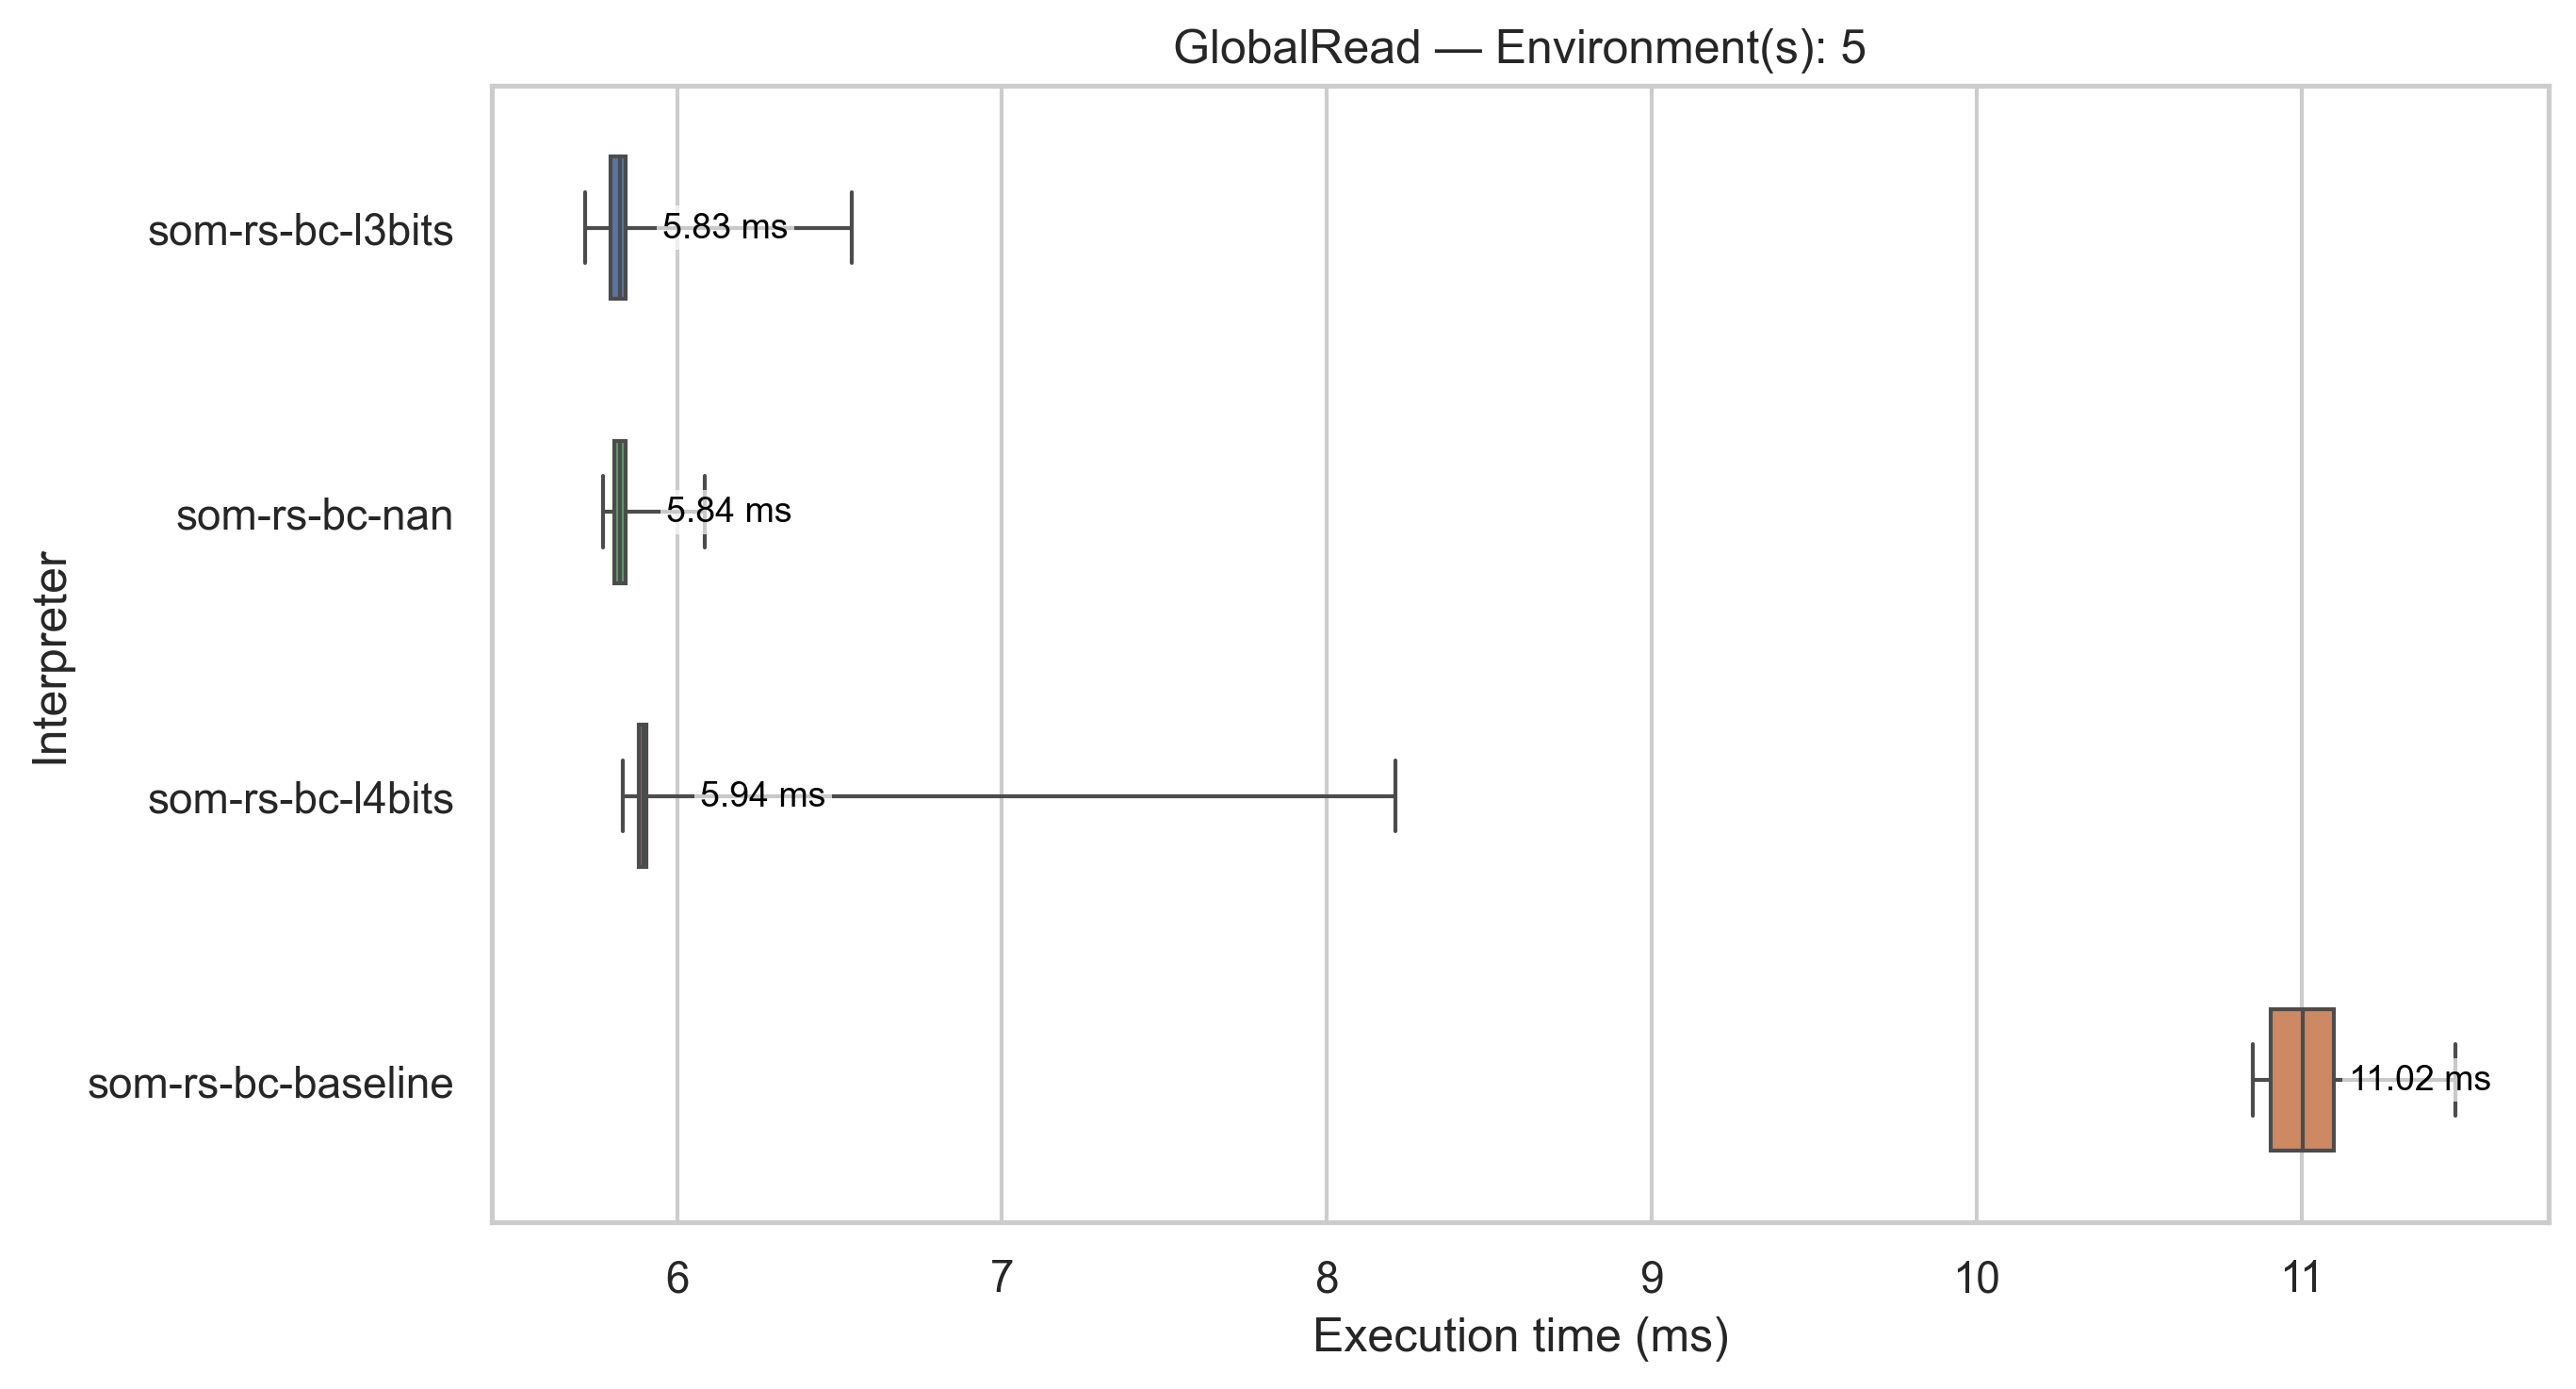 GlobalRead — Environment(s): 5
som-rs-bc-l3bits
5.83 ms
som-rs-bc-nan
5.84 ms
Interpreter
som-rs-bc-l4bits
5.94 ms
som-rs-bc-baseline
11.02 ms
6 7 8 9 10 11
Execution time (ms)